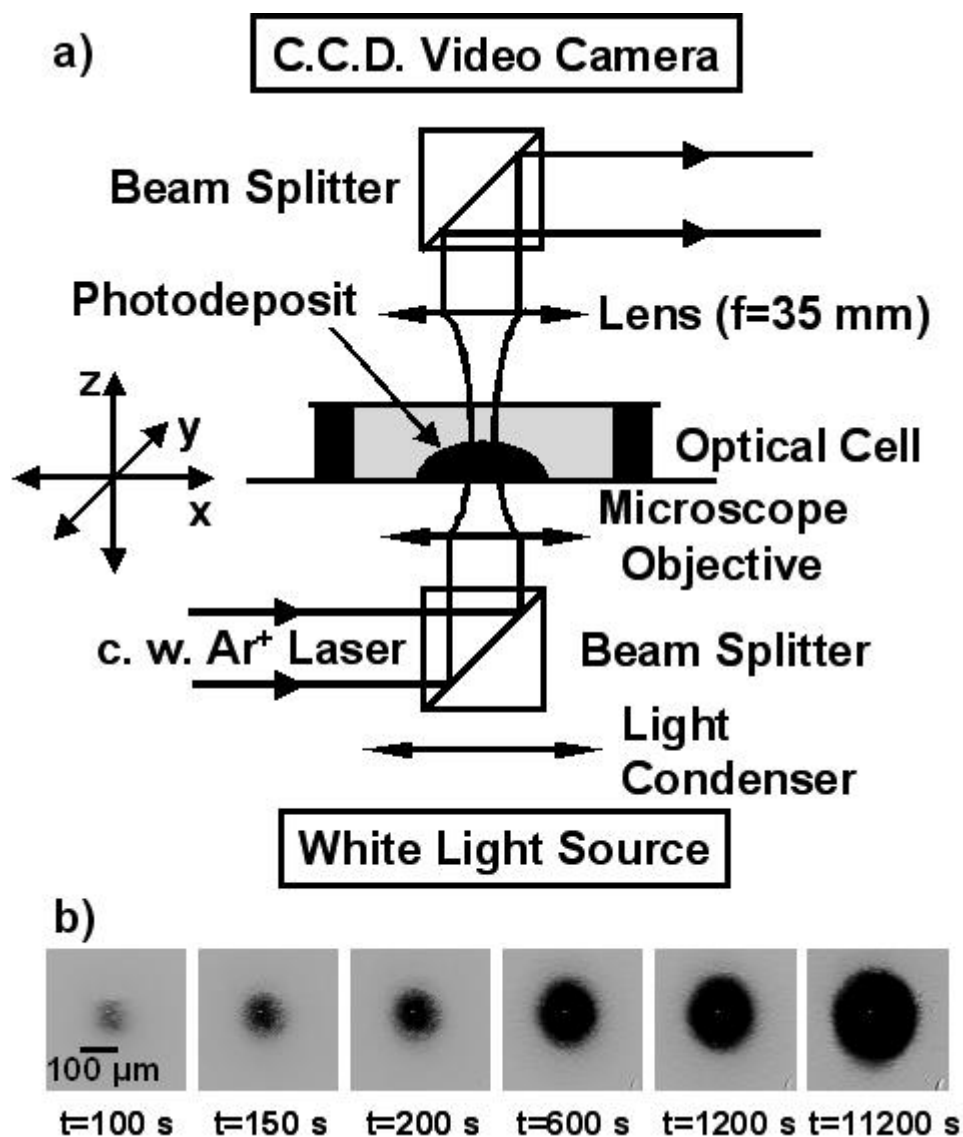 a)
C.C.D. Video Camera
Beam Splitter
Photodeposit
Lens (f=35 mm)
z
y
x
Optical Cell
Microscope
Objective
c. w. Ar⁺ Laser
Beam Splitter
Light
Condenser
White Light Source
b)
100 µm
t=100 s t=150 s t=200 s t=600 s t=1200 s t=11200 s